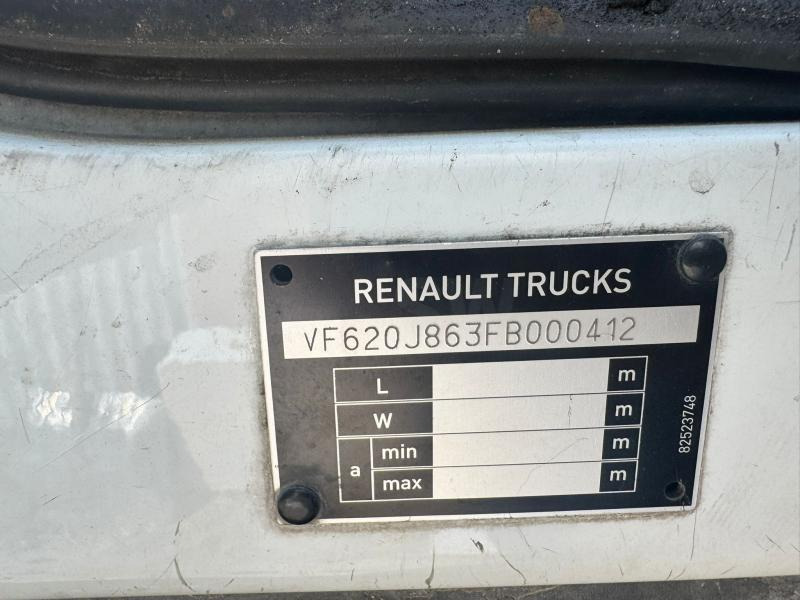 RENAULT TRUCKS
VF620J863FB000412
L m
W m
a min m
max m
82523748